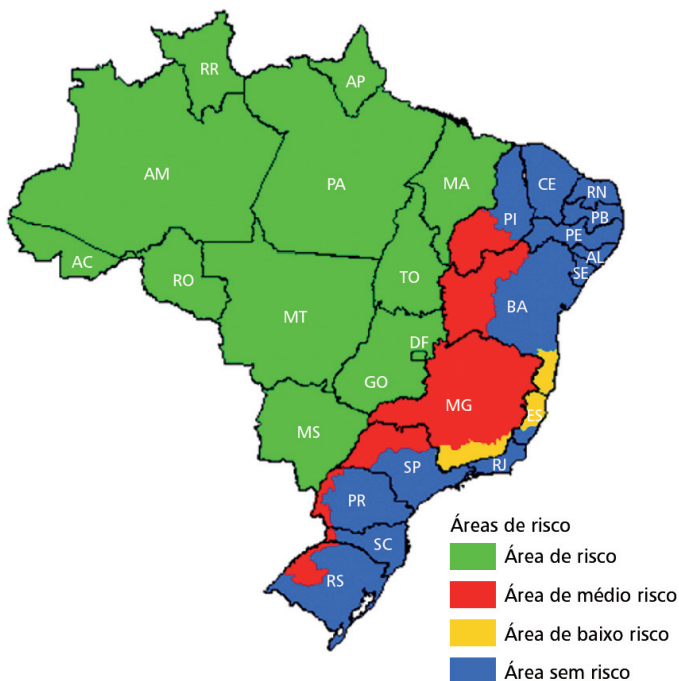 RR
AP
AM
PA
MA
CE
RN
PI
PB
PE
AC
AL
RO
TO
SE
BA
MT
DF
GO
MG
ES
MS
SP
RJ
PR
SC
RS
Áreas de risco
Área de risco
Área de médio risco
Área de baixo risco
Área sem risco